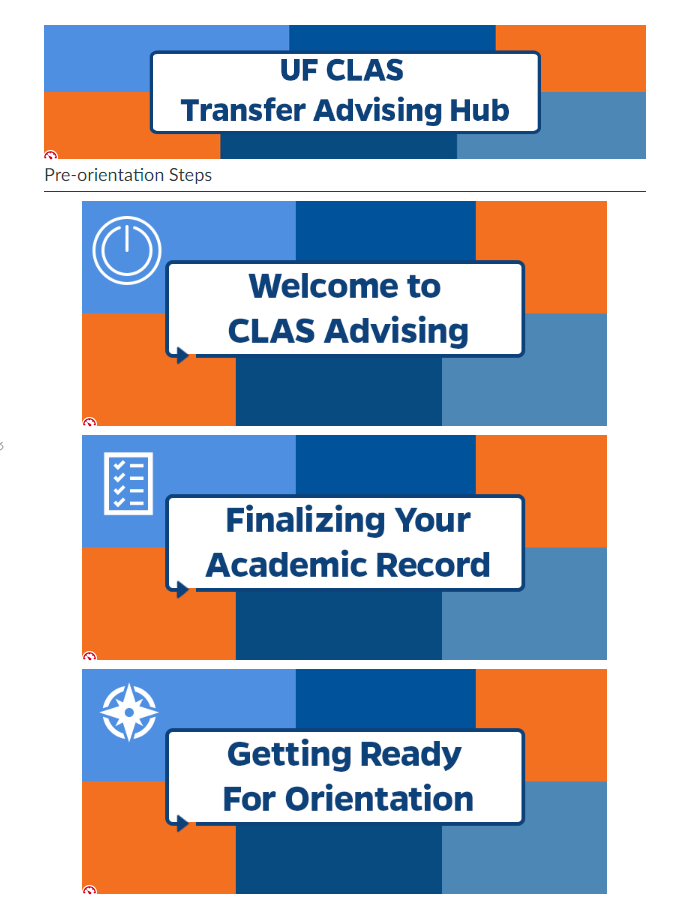 UF CLAS
Transfer Advising Hub
Pre-orientation Steps
Welcome to
CLAS Advising
Finalizing Your
Academic Record
Getting Ready
For Orientation